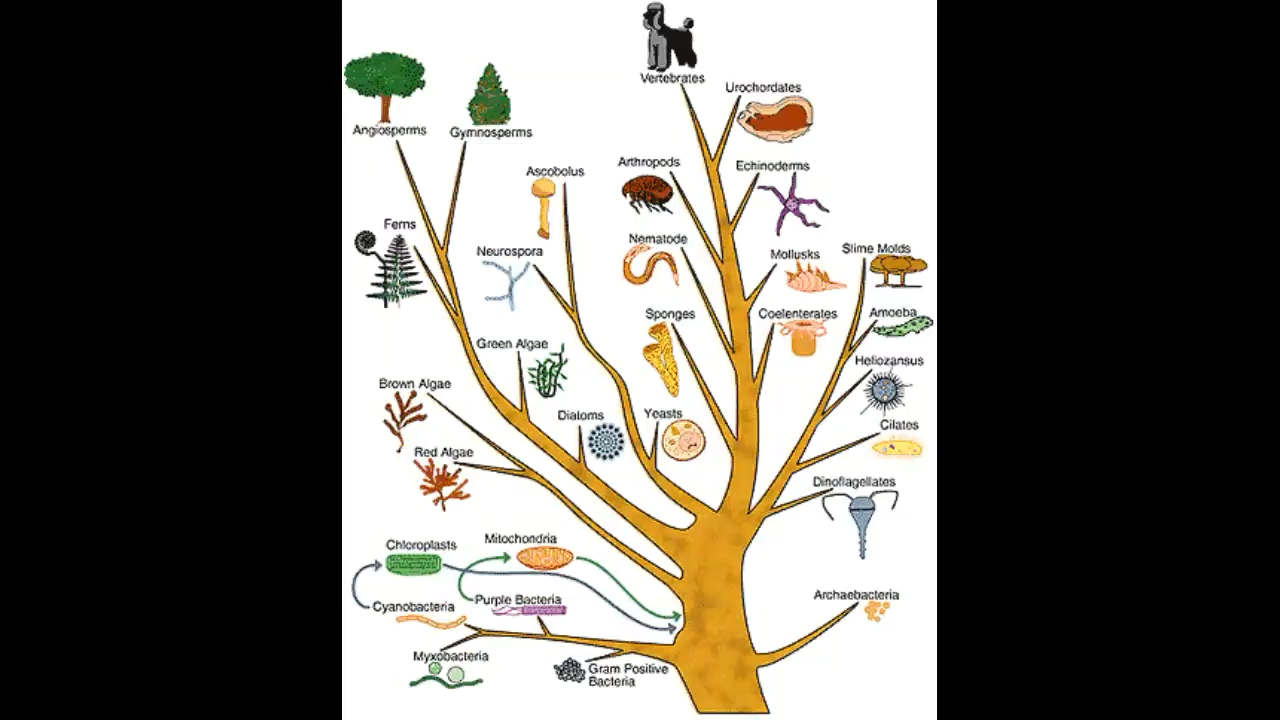 Vertebrates
Urochordates
Angiosperms
Gymnosperms
Ascobolus
Arthropods
Echinoderms
Ferns
Neurospora
Nematode
Mollusks
Slime Molds
Sponges
Coelenterates
Amoeba
Green Algae
Heliozansus
Brown Algae
Diatoms
Yeasts
Cilates
Red Algae
Dinoflagellates
Chloroplasts
Mitochondria
Cyanobacteria
Purple Bacteria
Archaebacteria
Myxobacteria
Gram Positive
Bacteria